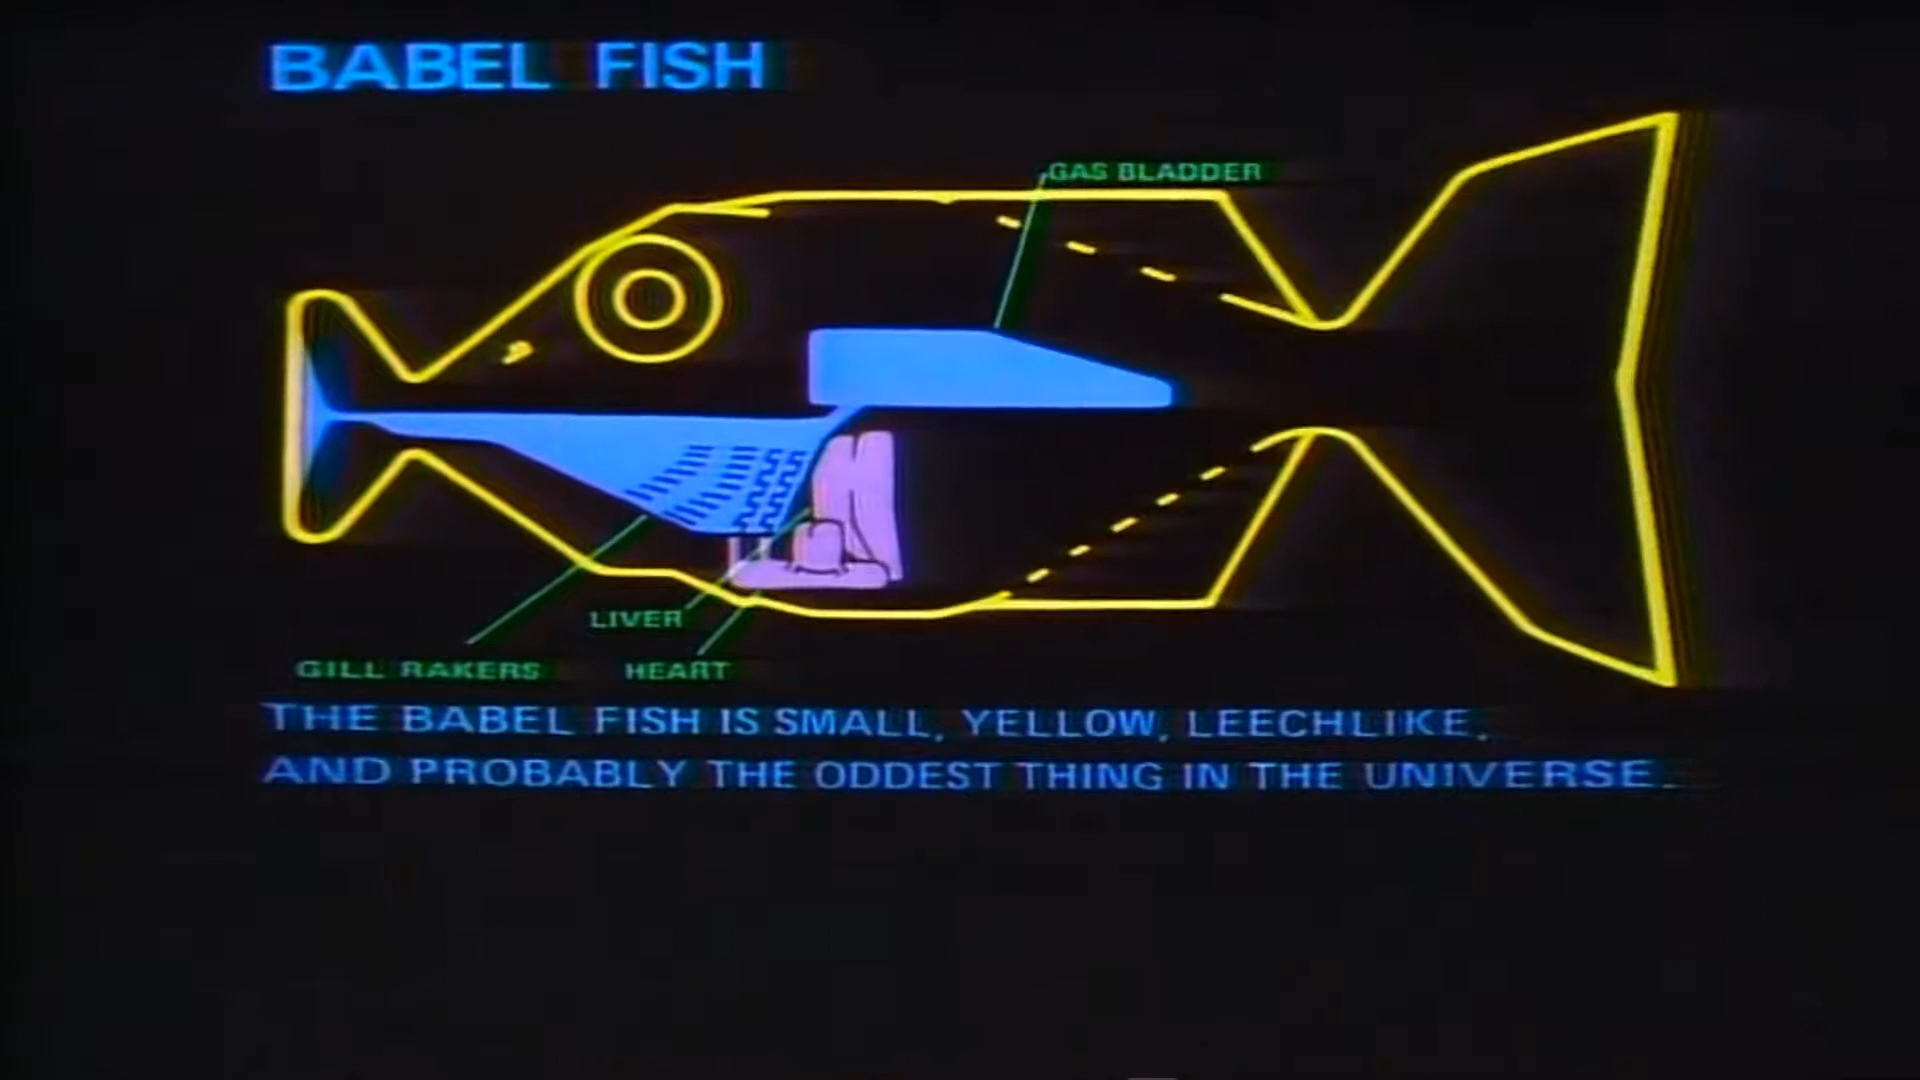 BABEL FISH
GAS BLADDER
LIVER
GILL RAKERS
HEART
THE BABEL FISH IS SMALL, YELLOW, LEECHLIKE,
AND PROBABLY THE ODDEST THING IN THE UNIVERSE.